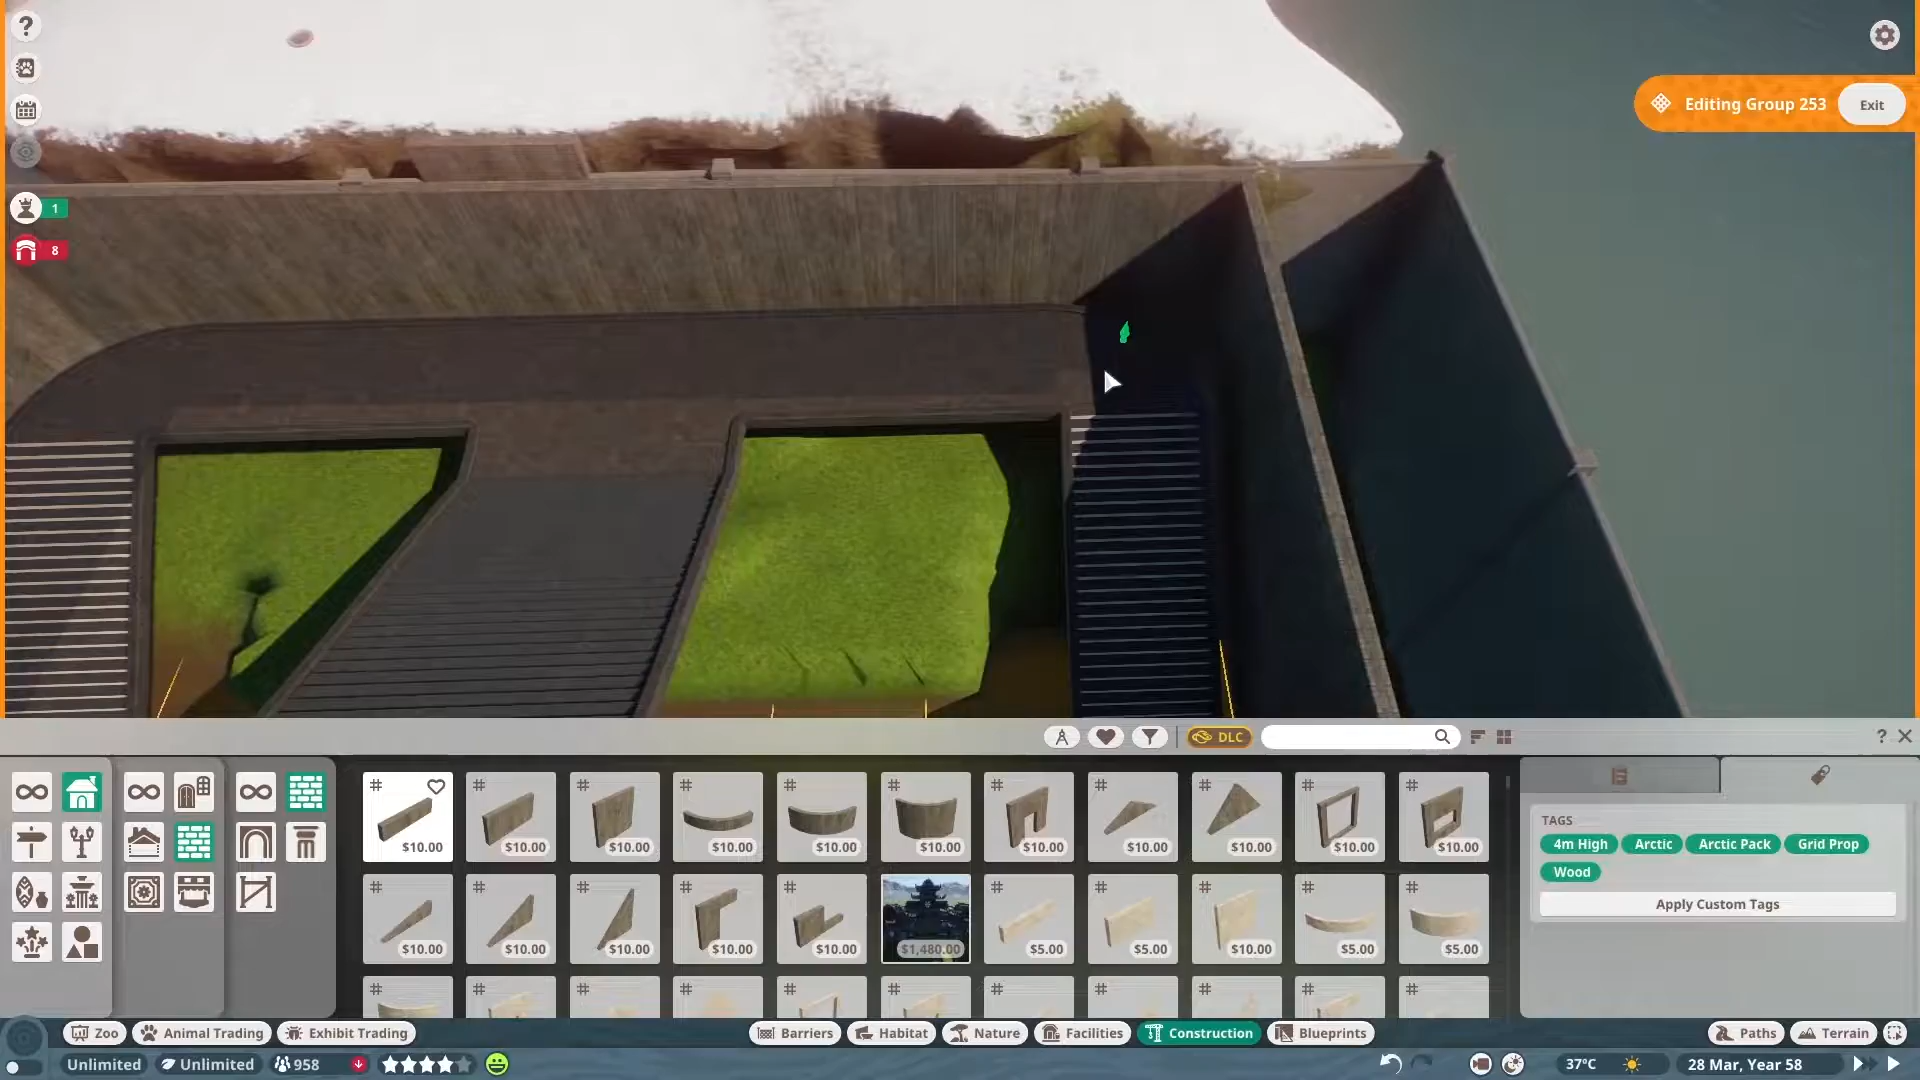 ?
Editing Group 253
Exit
1
8
DLC
?
$10.00
$10.00
$10.00
$10.00
$10.00
$10.00
$10.00
$10.00
$10.00
$10.00
$10.00
TAGS
4m High
Arctic
Arctic Pack
Grid Prop
Wood
Apply Custom Tags
$10.00
$10.00
$10.00
$10.00
$10.00
$1,480.00
$5.00
$5.00
$10.00
$5.00
$5.00
Zoo
Animal Trading
Exhibit Trading
Barriers
Habitat
Nature
Facilities
Construction
Blueprints
Paths
Terrain
Unlimited
Unlimited
958
37°C
28 Mar, Year 58